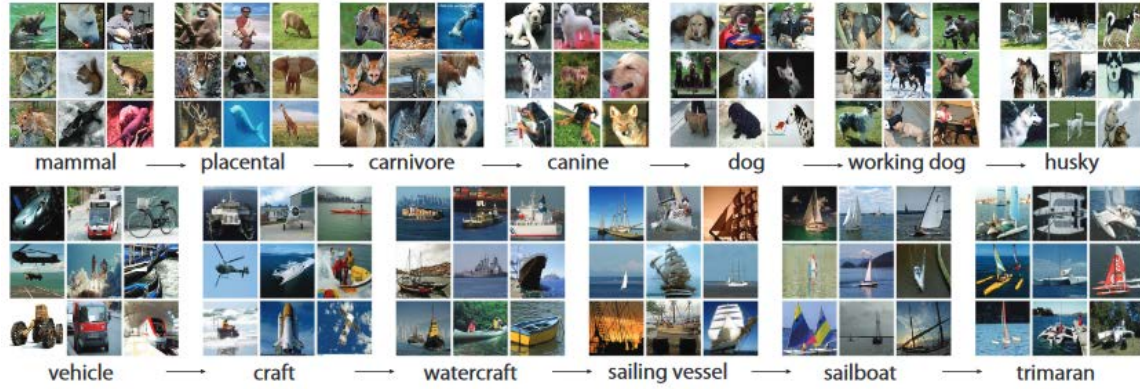 mammal placental carnivore canine dog working dog husky
vehicle craft watercraft sailing vessel sailboat trimaran